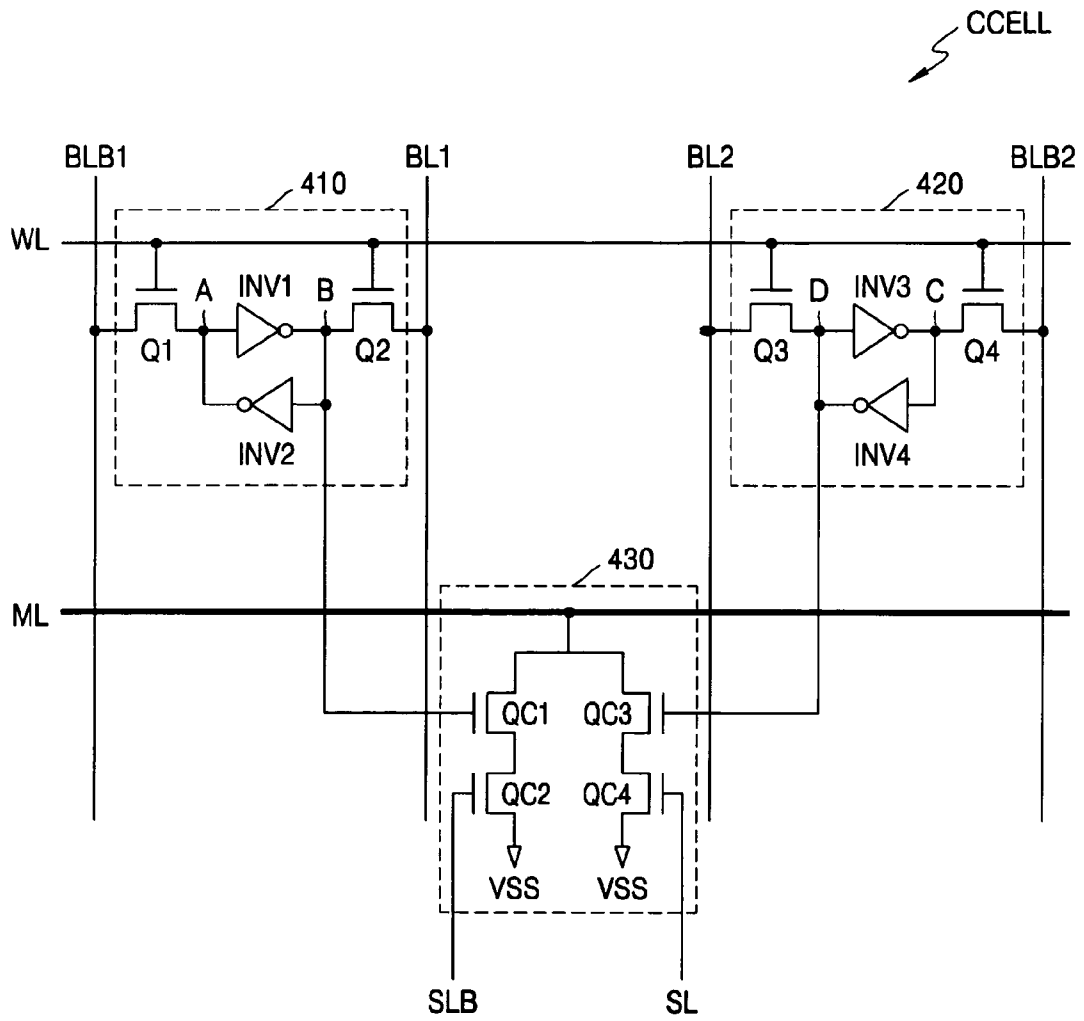 CCELL
BLB1 BL1 BL2 BLB2
410 420
WL
A INV1 B D INV3 C
Q1 Q2 Q3 Q4
INV2 INV4
430
ML
QC1 QC3
QC2 QC4
VSS VSS
SLB SL